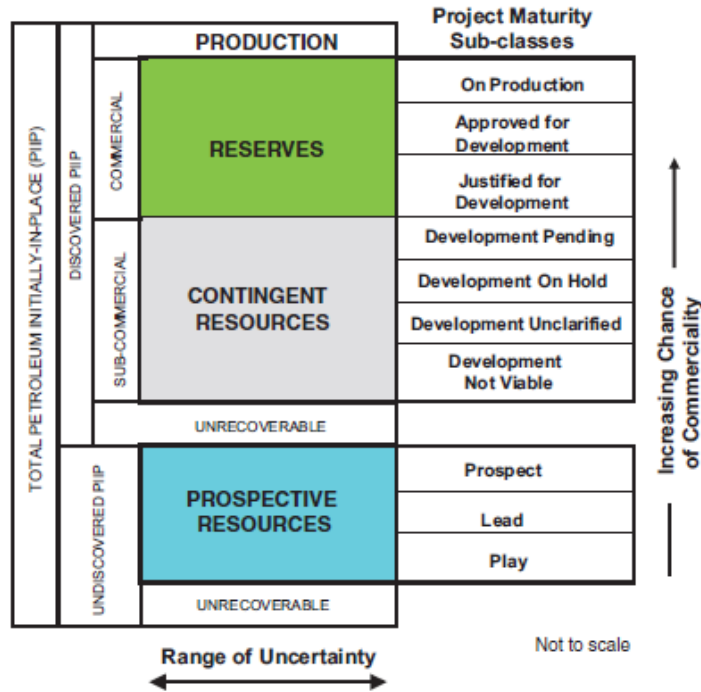 Project Maturity
Sub-classes
PRODUCTION
On Production
Approved for
Development
Justified for
Development
RESERVES
COMMERCIAL
Development Pending
Development On Hold
Development Unclarified
Development
Not Viable
CONTINGENT
RESOURCES
SUB-COMMERCIAL
UNRECOVERABLE
DISCOVERED PIIP
TOTAL PETROLEUM INITIALLY-IN-PLACE (PIIP)
Prospect
Lead
Play
PROSPECTIVE
RESOURCES
UNDISCOVERED PIIP
UNRECOVERABLE
Increasing Chance
of Commerciality
Not to scale
Range of Uncertainty